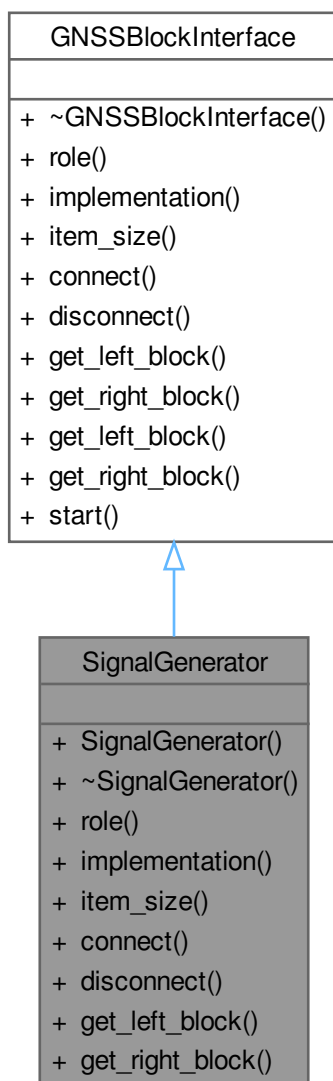 GNSSBlockInterface
+ ~GNSSBlockInterface()
+ role()
+ implementation()
+ item_size()
+ connect()
+ disconnect()
+ get_left_block()
+ get_right_block()
+ get_left_block()
+ get_right_block()
+ start()
SignalGenerator
+ SignalGenerator()
+ ~SignalGenerator()
+ role()
+ implementation()
+ item_size()
+ connect()
+ disconnect()
+ get_left_block()
+ get_right_block()